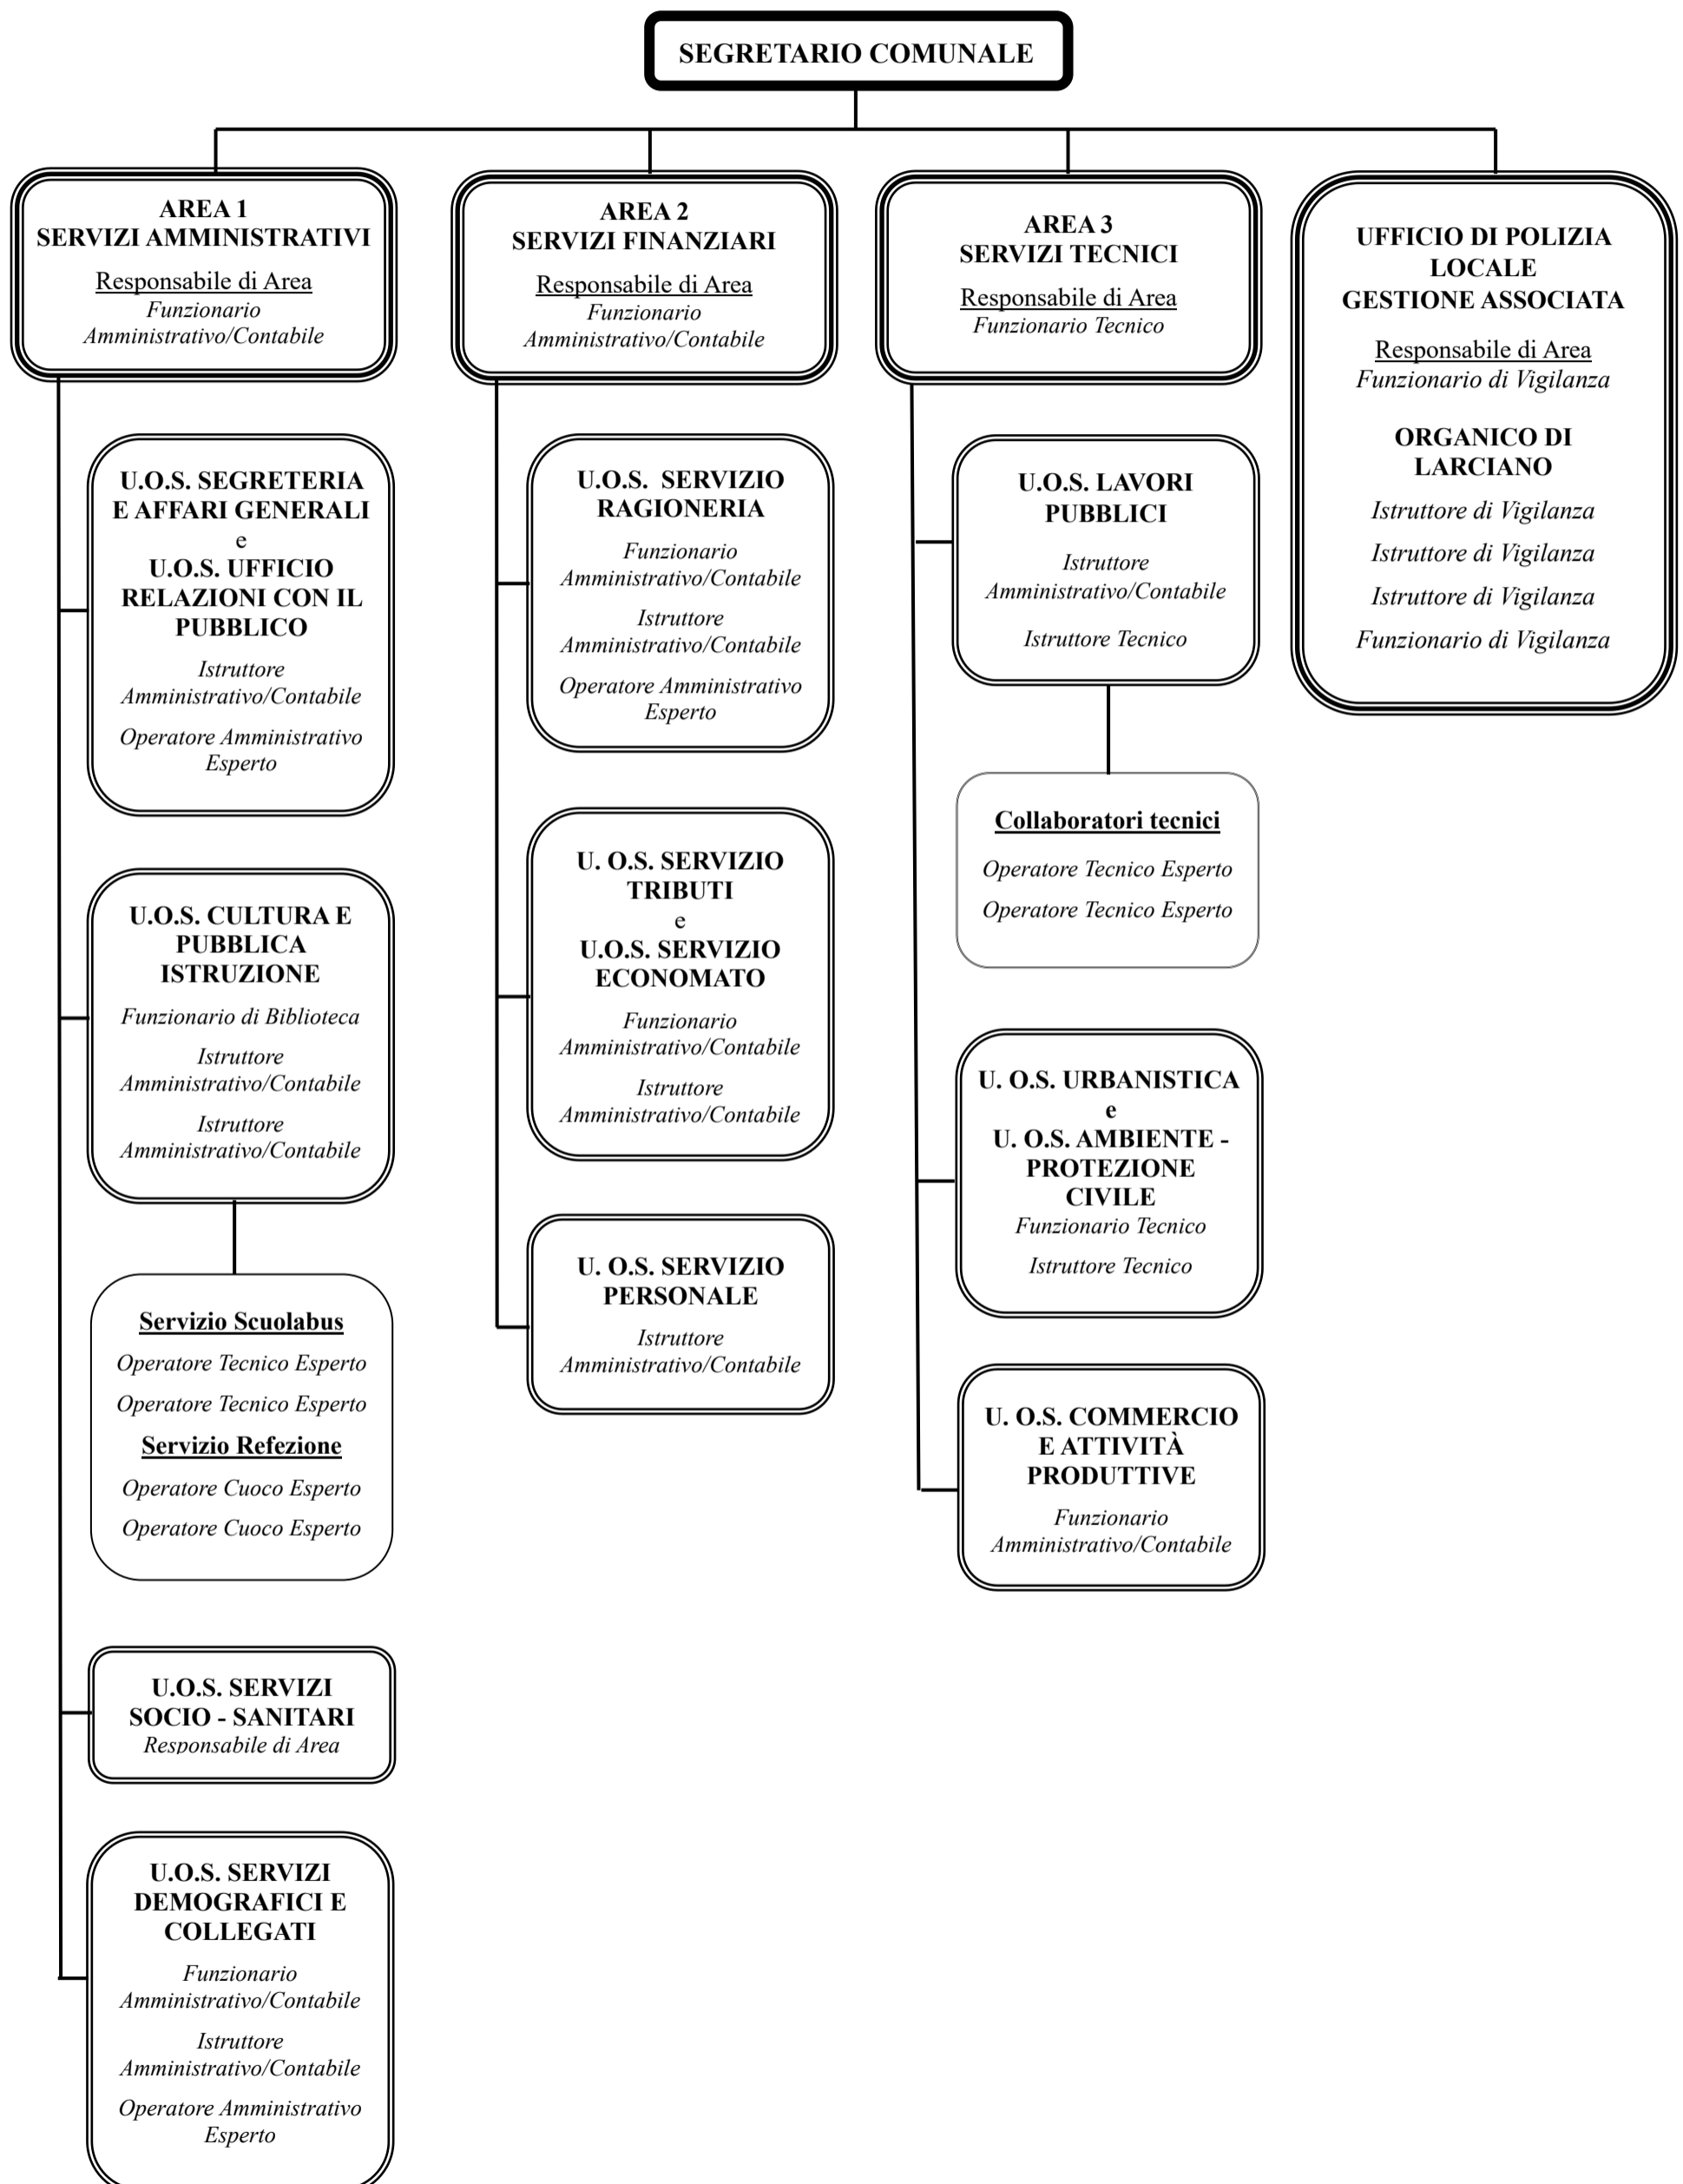 SEGRETARIO COMUNALE
AREA 1
SERVIZI AMMINISTRATIVI
Responsabile di Area
Funzionario
Amministrativo/Contabile
U.O.S. SEGRETERIA
E AFFARI GENERALI
e
U.O.S. UFFICIO
RELAZIONI CON IL
PUBBLICO
Istruttore
Amministrativo/Contabile
Operatore Amministrativo
Esperto
U.O.S. CULTURA E
PUBBLICA
ISTRUZIONE
Funzionario di Biblioteca
Istruttore
Amministrativo/Contabile
Istruttore
Amministrativo/Contabile
Servizio Scuolabus
Operatore Tecnico Esperto
Operatore Tecnico Esperto
Servizio Refezione
Operatore Cuoco Esperto
Operatore Cuoco Esperto
U.O.S. SERVIZI
SOCIO - SANITARI
Responsabile di Area
U.O.S. SERVIZI
DEMOGRAFICI E
COLLEGATI
Funzionario
Amministrativo/Contabile
Istruttore
Amministrativo/Contabile
Operatore Amministrativo
Esperto
AREA 2
SERVIZI FINANZIARI
Responsabile di Area
Funzionario
Amministrativo/Contabile
U.O.S. SERVIZIO
RAGIONERIA
Funzionario
Amministrativo/Contabile
Istruttore
Amministrativo/Contabile
Operatore Amministrativo
Esperto
U. O.S. SERVIZIO
TRIBUTI
e
U.O.S. SERVIZIO
ECONOMATO
Funzionario
Amministrativo/Contabile
Istruttore
Amministrativo/Contabile
U. O.S. SERVIZIO
PERSONALE
Istruttore
Amministrativo/Contabile
AREA 3
SERVIZI TECNICI
Responsabile di Area
Funzionario Tecnico
U.O.S. LAVORI
PUBBLICI
Istruttore
Amministrativo/Contabile
Istruttore Tecnico
Collaboratori tecnici
Operatore Tecnico Esperto
Operatore Tecnico Esperto
U. O.S. URBANISTICA
e
U. O.S. AMBIENTE -
PROTEZIONE
CIVILE
Funzionario Tecnico
Istruttore Tecnico
U. O.S. COMMERCIO
E ATTIVITÀ
PRODUTTIVE
Funzionario
Amministrativo/Contabile
UFFICIO DI POLIZIA
LOCALE
GESTIONE ASSOCIATA
Responsabile di Area
Funzionario di Vigilanza
ORGANICO DI
LARCIANO
Istruttore di Vigilanza
Istruttore di Vigilanza
Istruttore di Vigilanza
Funzionario di Vigilanza